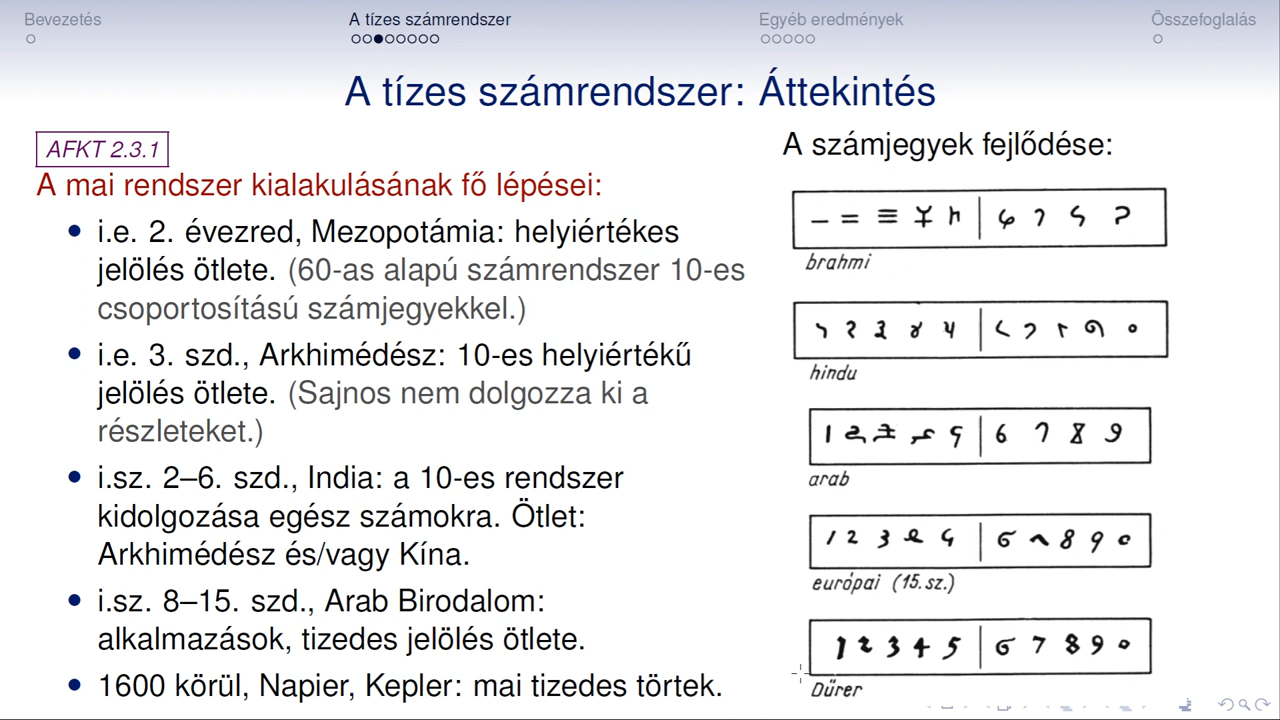 Bevezetés
A tízes számrendszer
Egyéb eredmények
Összefoglalás
A tízes számrendszer: Áttekintés
AFKT 2.3.1
A mai rendszer kialakulásának fő lépései:
• i.e. 2. évezred, Mezopotámia: helyiértékes
jelölés ötlete. (60-as alapú számrendszer 10-es
csoportosítású számjegyekkel.)
• i.e. 3. szd., Arkhimédész: 10-es helyiértékű
jelölés ötlete. (Sajnos nem dolgozza ki a
részleteket.)
• i.sz. 2–6. szd., India: a 10-es rendszer
kidolgozása egész számokra. Ötlet:
Arkhimédész és/vagy Kína.
• i.sz. 8–15. szd., Arab Birodalom:
alkalmazások, tizedes jelölés ötlete.
• 1600 körül, Napier, Kepler: mai tizedes törtek.
A számjegyek fejlődése:
brahmi
hindu
arab
európai (15.sz.)
1 2 3 4 5 | 6 7 8 9 0
Dürer